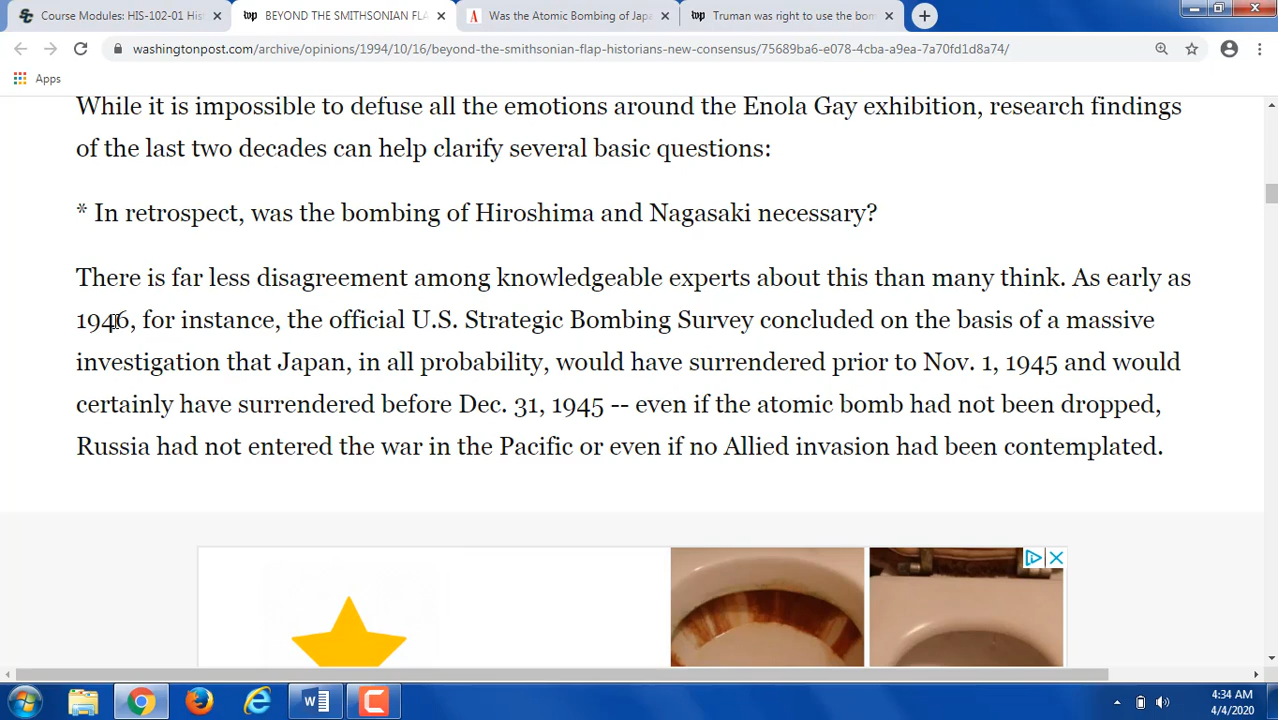 Course Modules: HIS-102-01 His
BEYOND THE SMITHSONIAN FLA
Was the Atomic Bombing of Jap
Truman was right to use the bom
washingtonpost.com/archive/opinions/1994/10/16/beyond-the-smithsonian-flap-historians-new-consensus/75689ba6-e078-4cba-a9ea-7a70fd1d8a74/
Apps
While it is impossible to defuse all the emotions around the Enola Gay exhibition, research findings
of the last two decades can help clarify several basic questions:
* In retrospect, was the bombing of Hiroshima and Nagasaki necessary?
There is far less disagreement among knowledgeable experts about this than many think. As early as
1946, for instance, the official U.S. Strategic Bombing Survey concluded on the basis of a massive
investigation that Japan, in all probability, would have surrendered prior to Nov. 1, 1945 and would
certainly have surrendered before Dec. 31, 1945 -- even if the atomic bomb had not been dropped,
Russia had not entered the war in the Pacific or even if no Allied invasion had been contemplated.
4:34 AM
4/4/2020